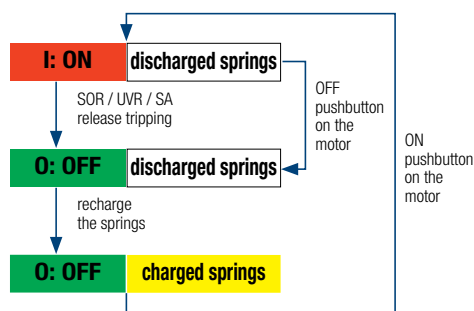 I: ON discharged springs
SOR / UVR / SA
release tripping
OFF
pushbutton
on the
motor
ON
pushbutton
on the
motor
O: OFF discharged springs
recharge
the springs
O: OFF charged springs